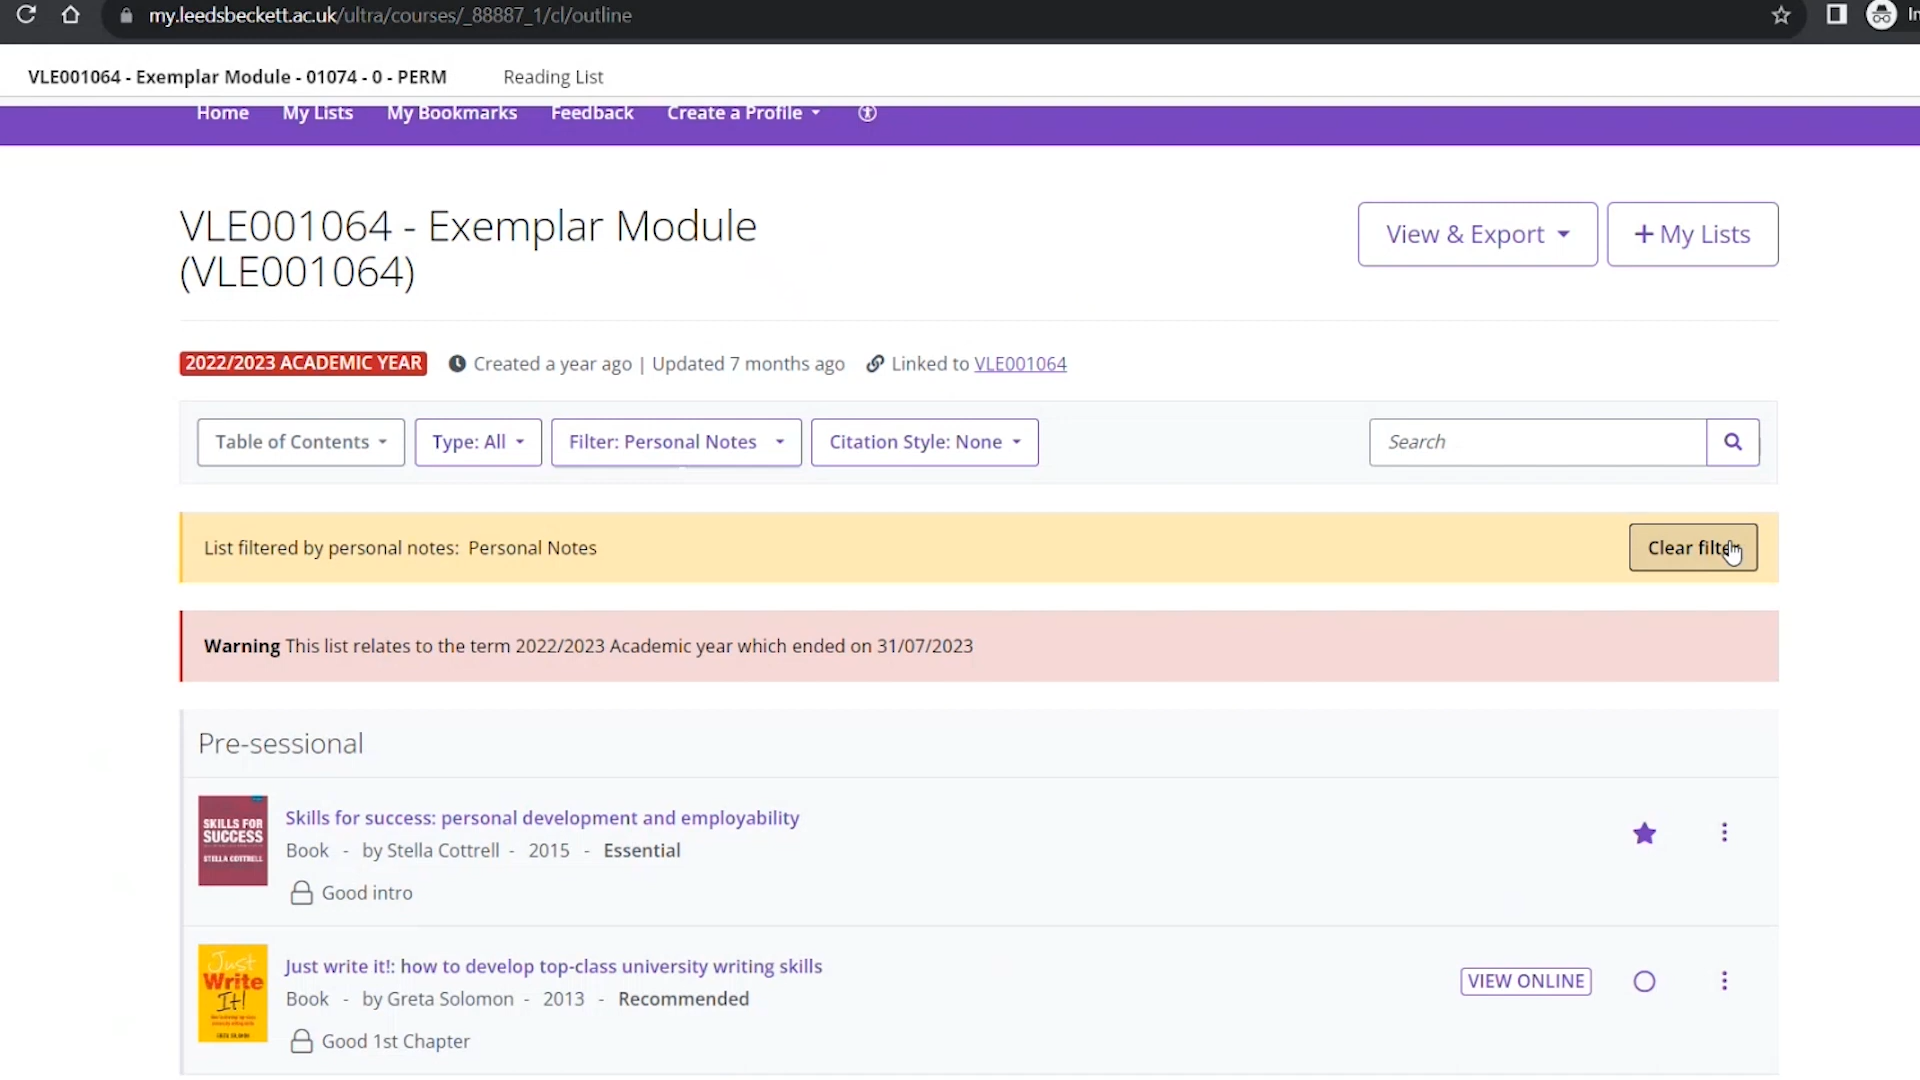 my.leedsbeckett.ac.uk/ultra/courses/_88887_1/cl/outline
VLE001064 - Exemplar Module - 01074 - 0 - PERM Reading List
Home My Lists My Bookmarks Feedback Create a Profile
VLE001064 - Exemplar Module
(VLE001064)
View & Export
+ My Lists
2022/2023 ACADEMIC YEAR Created a year ago | Updated 7 months ago Linked to VLE001064
Table of Contents Type: All Filter: Personal Notes Citation Style: None Search
List filtered by personal notes: Personal Notes Clear filter
Warning This list relates to the term 2022/2023 Academic year which ended on 31/07/2023
Pre-sessional
SKILLS FOR
SUCCESS
STELLA COTTRELL
Skills for success: personal development and employability
Book - by Stella Cottrell - 2015 - Essential
Good intro
Just
Write
It!
Just write it!: how to develop top-class university writing skills
Book - by Greta Solomon - 2013 - Recommended
VIEW ONLINE
Good 1st Chapter